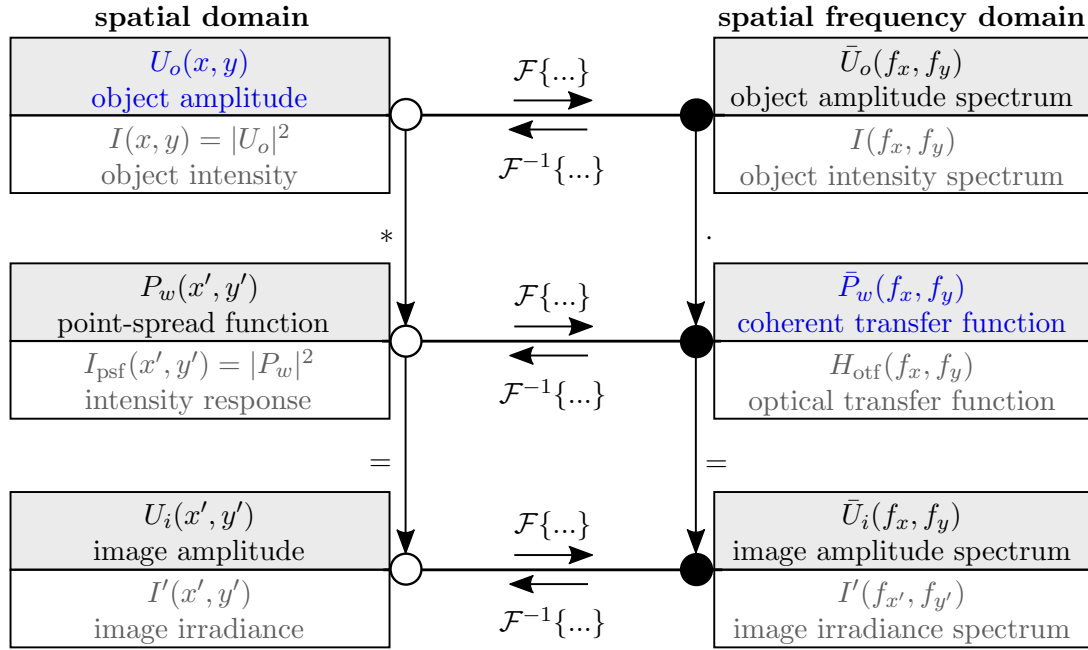 spatial domain
spatial frequency domain
U_o(x, y)
object amplitude
I(x, y) = |U_o|^2
object intensity
F{...}
F^{-1}{...}
Ū_o(f_x, f_y)
object amplitude spectrum
I(f_x, f_y)
object intensity spectrum
*
·
P_w(x', y')
point-spread function
I_psf(x', y') = |P_w|^2
intensity response
F{...}
F^{-1}{...}
P̄_w(f_x, f_y)
coherent transfer function
H_otf(f_x, f_y)
optical transfer function
=
=
U_i(x', y')
image amplitude
I'(x', y')
image irradiance
F{...}
F^{-1}{...}
Ū_i(f_x, f_y)
image amplitude spectrum
I'(f_{x'}, f_{y'})
image irradiance spectrum